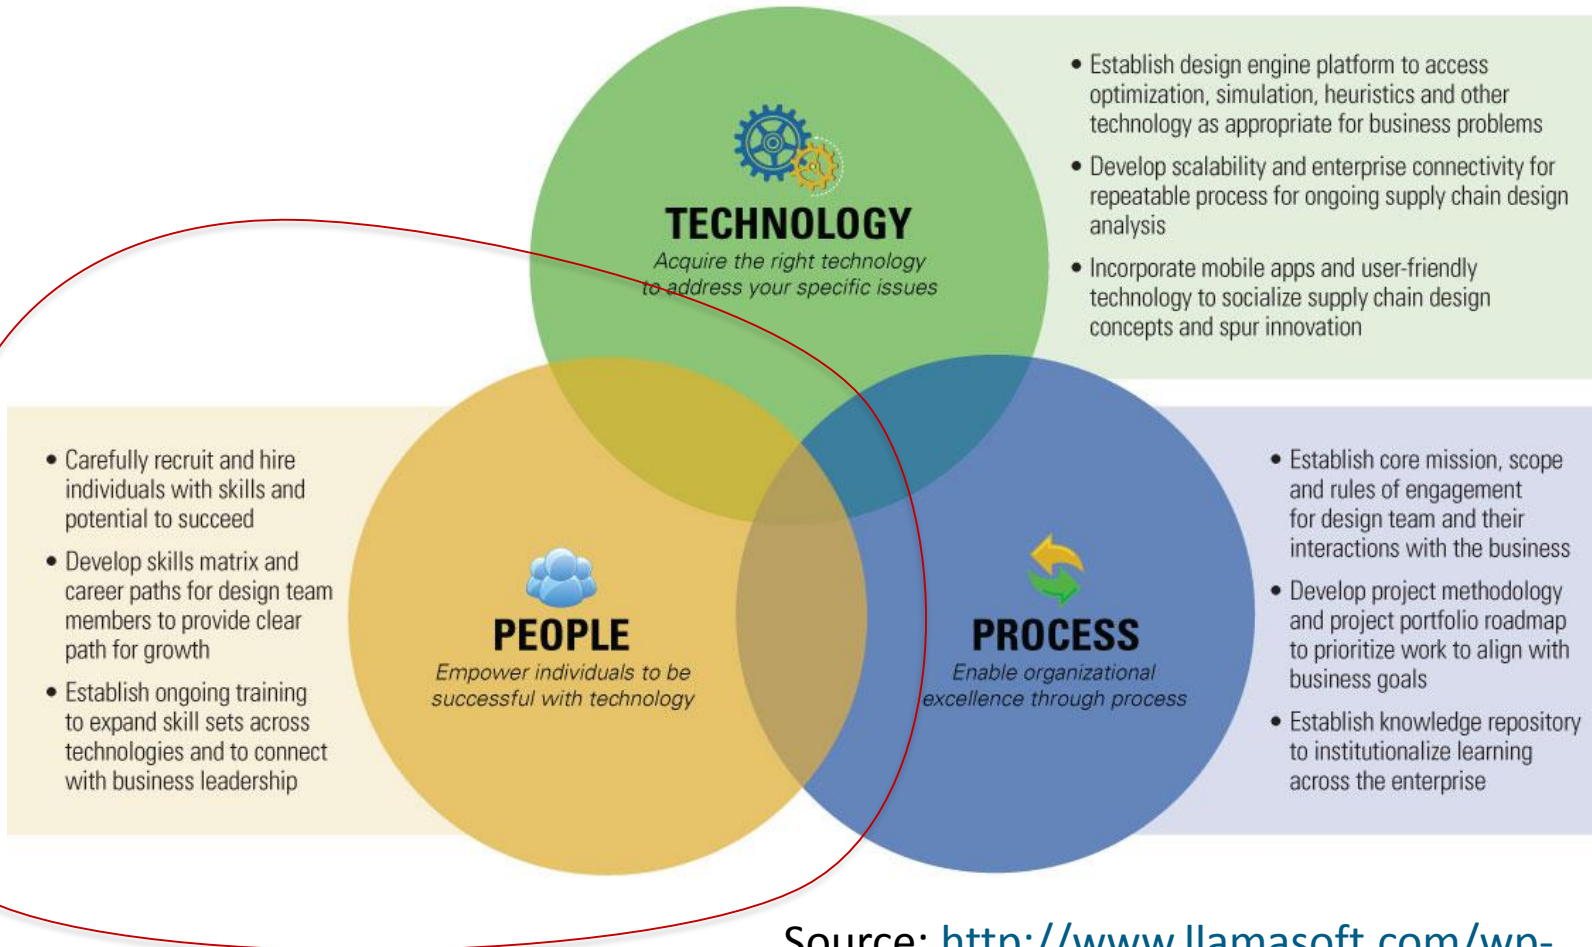 TECHNOLOGY
Acquire the right technology
to address your specific issues
• Establish design engine platform to access
optimization, simulation, heuristics and other
technology as appropriate for business problems
• Develop scalability and enterprise connectivity for
repeatable process for ongoing supply chain design
analysis
• Incorporate mobile apps and user-friendly
technology to socialize supply chain design
concepts and spur innovation
• Carefully recruit and hire
individuals with skills and
potential to succeed
• Develop skills matrix and
career paths for design team
members to provide clear
path for growth
• Establish ongoing training
to expand skill sets across
technologies and to connect
with business leadership
PEOPLE
Empower individuals to be
successful with technology
PROCESS
Enable organizational
excellence through process
• Establish core mission, scope
and rules of engagement
for design team and their
interactions with the business
• Develop project methodology
and project portfolio roadmap
to prioritize work to align with
business goals
• Establish knowledge repository
to institutionalize learning
across the enterprise
Source: http://www.llamasoft.com/wp-